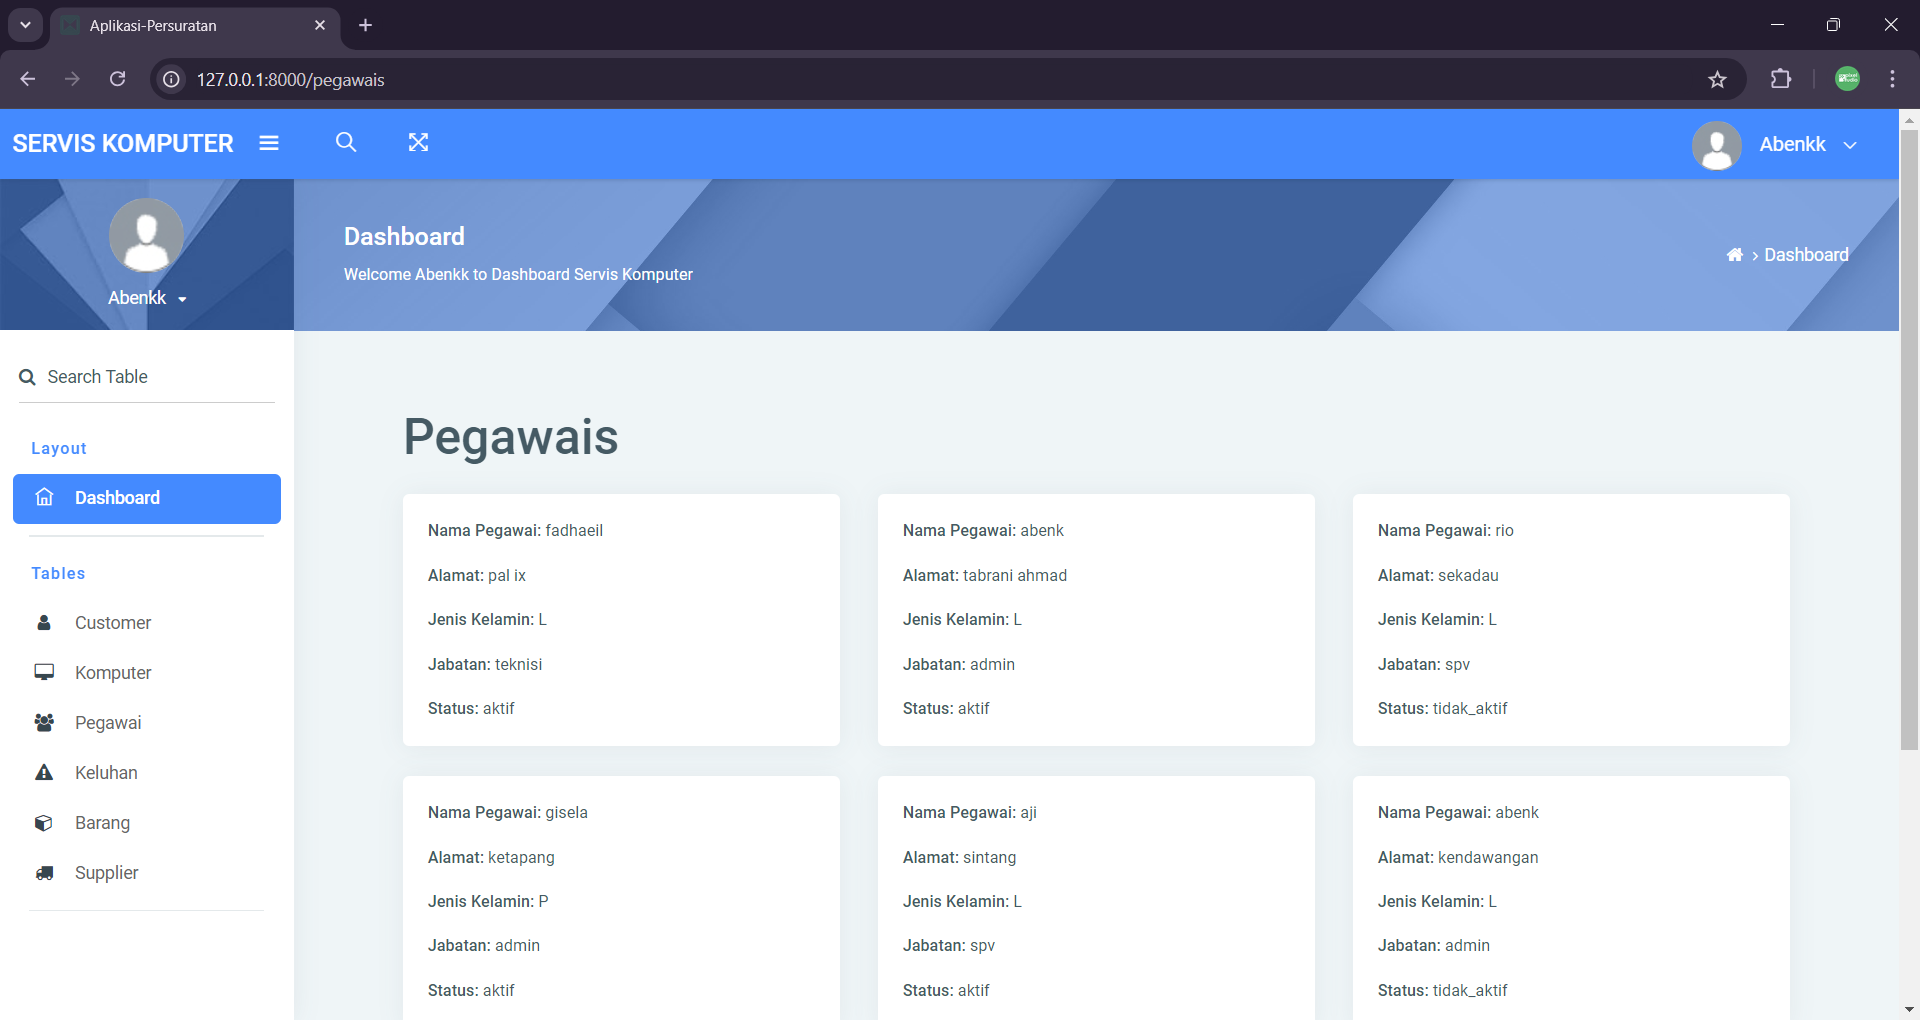 Aplikasi-Persuratan
127.0.0.1:8000/pegawais
SERVIS KOMPUTER
Abenkk
Abenkk
Dashboard
Welcome Abenkk to Dashboard Servis Komputer
› Dashboard
Search Table
Layout
Dashboard
Tables
Customer
Komputer
Pegawai
Keluhan
Barang
Supplier
Pegawais
Nama Pegawai: fadhaeil
Alamat: pal ix
Jenis Kelamin: L
Jabatan: teknisi
Status: aktif
Nama Pegawai: abenk
Alamat: tabrani ahmad
Jenis Kelamin: L
Jabatan: admin
Status: aktif
Nama Pegawai: rio
Alamat: sekadau
Jenis Kelamin: L
Jabatan: spv
Status: tidak_aktif
Nama Pegawai: gisela
Alamat: ketapang
Jenis Kelamin: P
Jabatan: admin
Status: aktif
Nama Pegawai: aji
Alamat: sintang
Jenis Kelamin: L
Jabatan: spv
Status: aktif
Nama Pegawai: abenk
Alamat: kendawangan
Jenis Kelamin: L
Jabatan: admin
Status: tidak_aktif